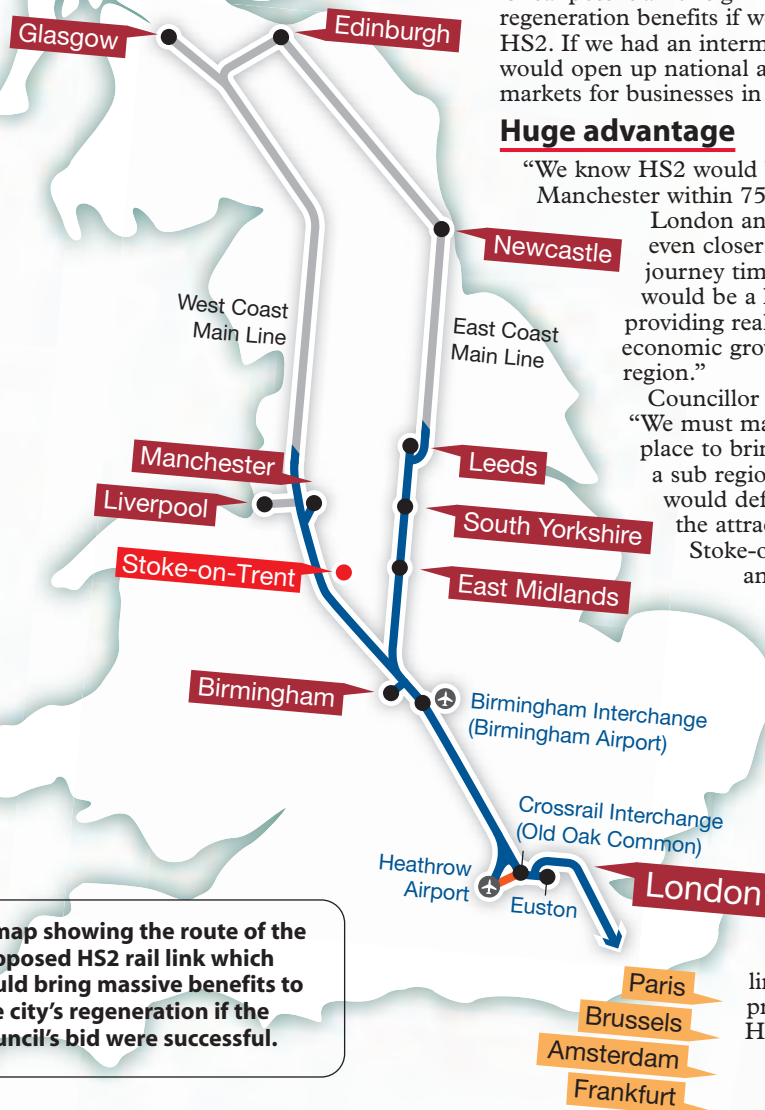 regeneration benefits if we
HS2. If we had an interm
would open up national a
markets for businesses in
Huge advantage
“We know HS2 would
Manchester within 75
London an
even closer
journey tim
would be a
providing real
economic grow
region.”
Councillor
“We must ma
place to brin
a sub region
would def
the attrac
Stoke-o
an
lin
pr
H
Glasgow
Edinburgh
Newcastle
West Coast
Main Line
East Coast
Main Line
Manchester
Liverpool
Leeds
South Yorkshire
Stoke-on-Trent
East Midlands
Birmingham
Birmingham Interchange
(Birmingham Airport)
Crossrail Interchange
(Old Oak Common)
Heathrow
Airport
Euston
London
Paris
Brussels
Amsterdam
Frankfurt
map showing the route of the
oposed HS2 rail link which
uld bring massive benefits to
e city’s regeneration if the
uncil’s bid were successful.